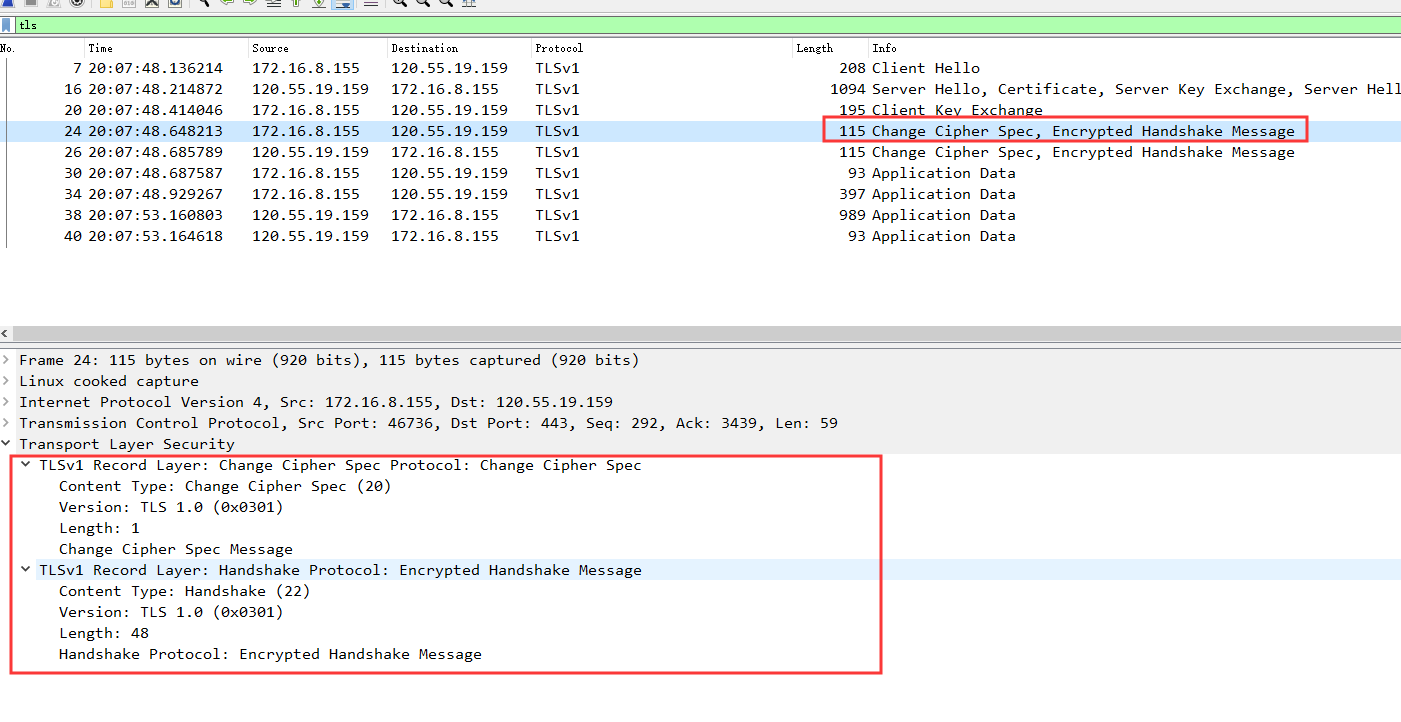 tls
No. Time Source Destination Protocol Length Info
7 20:07:48.136214 172.16.8.155 120.55.19.159 TLSv1 208 Client Hello
16 20:07:48.214872 120.55.19.159 172.16.8.155 TLSv1 1094 Server Hello, Certificate, Server Key Exchange, Server Hell
20 20:07:48.414046 172.16.8.155 120.55.19.159 TLSv1 195 Client Key Exchange
24 20:07:48.648213 172.16.8.155 120.55.19.159 TLSv1 115 Change Cipher Spec, Encrypted Handshake Message
26 20:07:48.685789 120.55.19.159 172.16.8.155 TLSv1 115 Change Cipher Spec, Encrypted Handshake Message
30 20:07:48.687587 172.16.8.155 120.55.19.159 TLSv1 93 Application Data
34 20:07:48.929267 172.16.8.155 120.55.19.159 TLSv1 397 Application Data
38 20:07:53.160803 120.55.19.159 172.16.8.155 TLSv1 989 Application Data
40 20:07:53.164618 120.55.19.159 172.16.8.155 TLSv1 93 Application Data
Frame 24: 115 bytes on wire (920 bits), 115 bytes captured (920 bits)
Linux cooked capture
Internet Protocol Version 4, Src: 172.16.8.155, Dst: 120.55.19.159
Transmission Control Protocol, Src Port: 46736, Dst Port: 443, Seq: 292, Ack: 3439, Len: 59
Transport Layer Security
TLSv1 Record Layer: Change Cipher Spec Protocol: Change Cipher Spec
Content Type: Change Cipher Spec (20)
Version: TLS 1.0 (0x0301)
Length: 1
Change Cipher Spec Message
TLSv1 Record Layer: Handshake Protocol: Encrypted Handshake Message
Content Type: Handshake (22)
Version: TLS 1.0 (0x0301)
Length: 48
Handshake Protocol: Encrypted Handshake Message